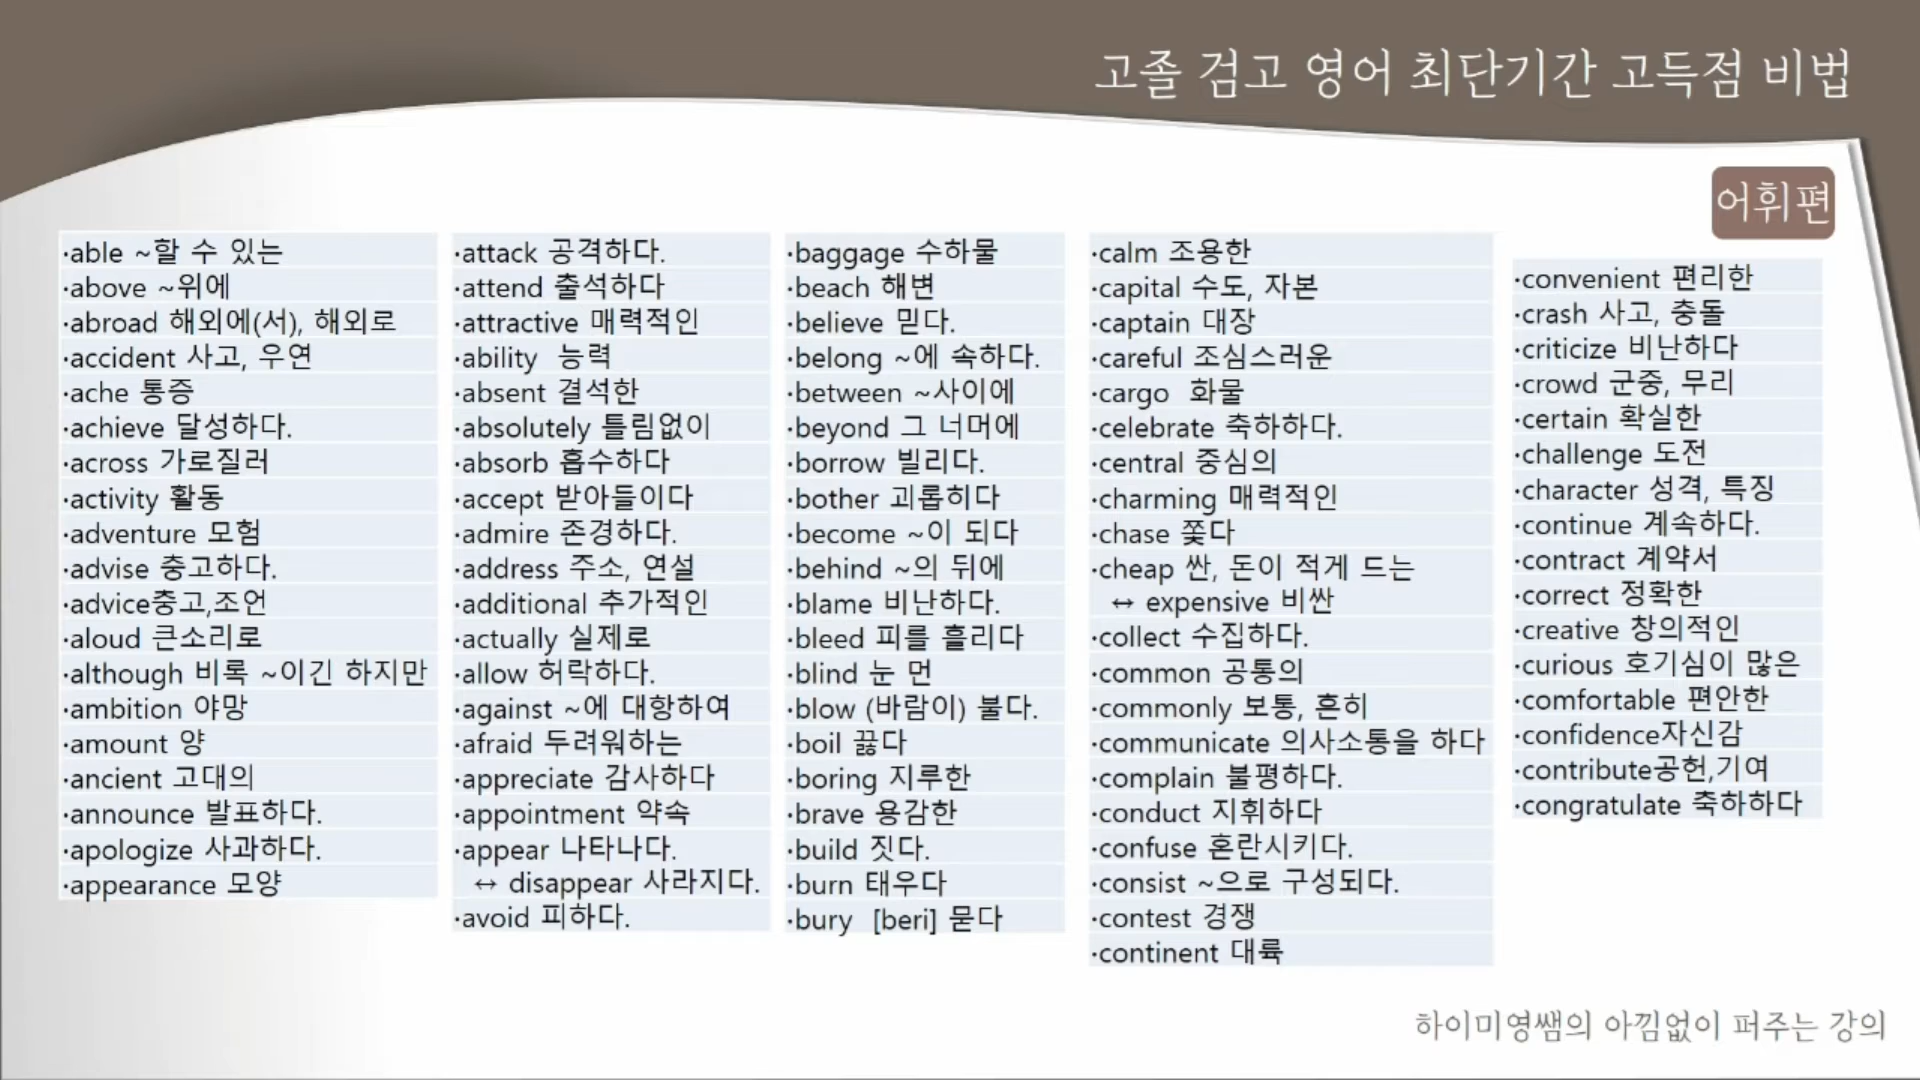 고졸 검고 영어 최단기간 고득점 비법
어휘편
·able ~할 수 있는
·above ~위에
·abroad 해외에(서), 해외로
·accident 사고, 우연
·ache 통증
·achieve 달성하다.
·across 가로질러
·activity 활동
·adventure 모험
·advise 충고하다.
·advice충고,조언
·aloud 큰소리로
·although 비록 ~이긴 하지만
·ambition 야망
·amount 양
·ancient 고대의
·announce 발표하다.
·apologize 사과하다.
·appearance 모양
·attack 공격하다.
·attend 출석하다
·attractive 매력적인
·ability 능력
·absent 결석한
·absolutely 틀림없이
·absorb 흡수하다
·accept 받아들이다
·admire 존경하다.
·address 주소, 연설
·additional 추가적인
·actually 실제로
·allow 허락하다.
·against ~에 대항하여
·afraid 두려워하는
·appreciate 감사하다
·appointment 약속
·appear 나타나다.
↔ disappear 사라지다.
·avoid 피하다.
·baggage 수하물
·beach 해변
·believe 믿다.
·belong ~에 속하다.
·between ~사이에
·beyond 그 너머에
·borrow 빌리다.
·bother 괴롭히다
·become ~이 되다
·behind ~의 뒤에
·blame 비난하다.
·bleed 피를 흘리다
·blind 눈 먼
·blow (바람이) 불다.
·boil 끓다
·boring 지루한
·brave 용감한
·build 짓다.
·burn 태우다
·bury [beri] 묻다
·calm 조용한
·capital 수도, 자본
·captain 대장
·careful 조심스러운
·cargo 화물
·celebrate 축하하다.
·central 중심의
·charming 매력적인
·chase 쫓다
·cheap 싼, 돈이 적게 드는
↔ expensive 비싼
·collect 수집하다.
·common 공통의
·commonly 보통, 흔히
·communicate 의사소통을 하다
·complain 불평하다.
·conduct 지휘하다
·confuse 혼란시키다.
·consist ~으로 구성되다.
·contest 경쟁
·continent 대륙
·convenient 편리한
·crash 사고, 충돌
·criticize 비난하다
·crowd 군중, 무리
·certain 확실한
·challenge 도전
·character 성격, 특징
·continue 계속하다.
·contract 계약서
·correct 정확한
·creative 창의적인
·curious 호기심이 많은
·comfortable 편안한
·confidence자신감
·contribute공헌,기여
·congratulate 축하하다
하이미영쌤의 아낌없이 퍼주는 강의